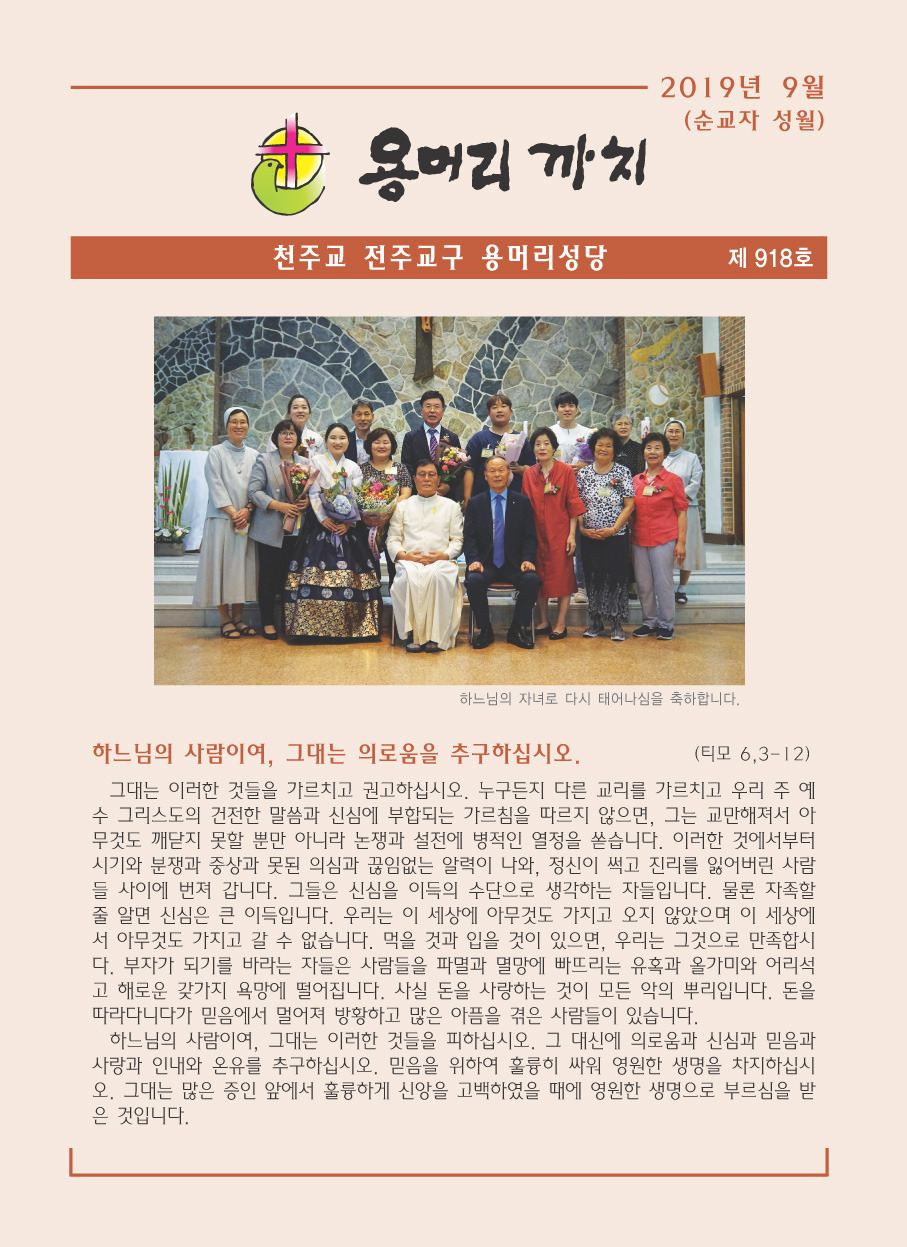 2019년 9월
(순교자 성월)
용머리 까치
천주교 전주교구 용머리성당 제 918호
하느님의 자녀로 다시 태어나심을 축하합니다.
하느님의 사람이여, 그대는 의로움을 추구하십시오. (티모 6,3-12)
그대는 이러한 것들을 가르치고 권고하십시오. 누구든지 다른 교리를 가르치고 우리 주 예
수 그리스도의 건전한 말씀과 신심에 부합되는 가르침을 따르지 않으면, 그는 교만해져서 아
무것도 깨닫지 못할 뿐만 아니라 논쟁과 설전에 병적인 열정을 쏟습니다. 이러한 것에서부터
시기와 분쟁과 중상과 못된 의심과 끊임없는 알력이 나와, 정신이 썩고 진리를 잃어버린 사람
들 사이에 번져 갑니다. 그들은 신심을 이득의 수단으로 생각하는 자들입니다. 물론 자족할
줄 알면 신심은 큰 이득입니다. 우리는 이 세상에 아무것도 가지고 오지 않았으며 이 세상에
서 아무것도 가지고 갈 수 없습니다. 먹을 것과 입을 것이 있으면, 우리는 그것으로 만족합시
다. 부자가 되기를 바라는 자들은 사람들을 파멸과 멸망에 빠뜨리는 유혹과 올가미와 어리석
고 해로운 갖가지 욕망에 떨어집니다. 사실 돈을 사랑하는 것이 모든 악의 뿌리입니다. 돈을
따라다니다가 믿음에서 멀어져 방황하고 많은 아픔을 겪은 사람들이 있습니다.
하느님의 사람이여, 그대는 이러한 것들을 피하십시오. 그 대신에 의로움과 신심과 믿음과
사랑과 인내와 온유를 추구하십시오. 믿음을 위하여 훌륭히 싸워 영원한 생명을 차지하십시
오. 그대는 많은 증인 앞에서 훌륭하게 신앙을 고백하였을 때에 영원한 생명으로 부르심을 받
은 것입니다.